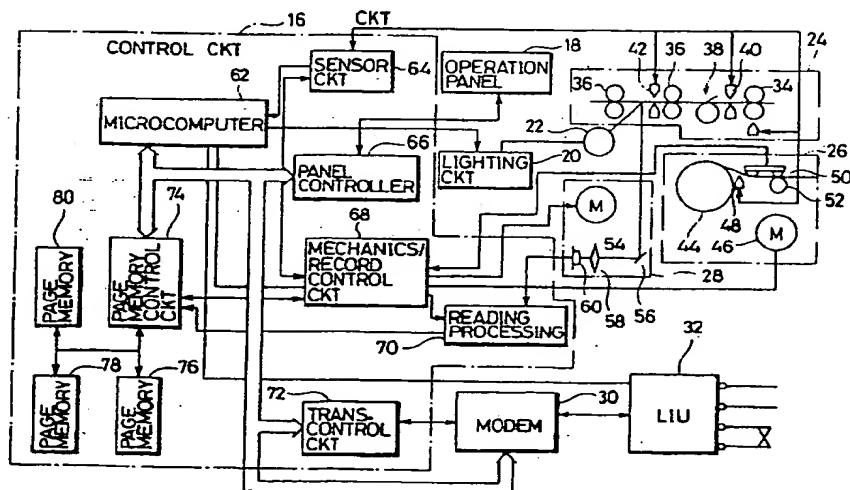 16
CKT
CONTROL CKT
62
SENSOR
CKT
64
18
OPERATION
PANEL
42
36
38
40
24
36
34
MICROCOMPUTER
66
PANEL
CONTROLLER
22
LIGHTING
CKT
20
26
50
52
80
74
PAGE
MEMORY
PAGE MEMORY
CONTROL
CKT
68
MECHANICS/
RECORD CONTROL
CKT
M
54
60
58
56
28
44
48
46
M
READING
PROCESSING
70
78
PAGE
MEMORY
76
PAGE
MEMORY
72
TRANS.
CONTROL
CKT
30
MODEM
32
LIU